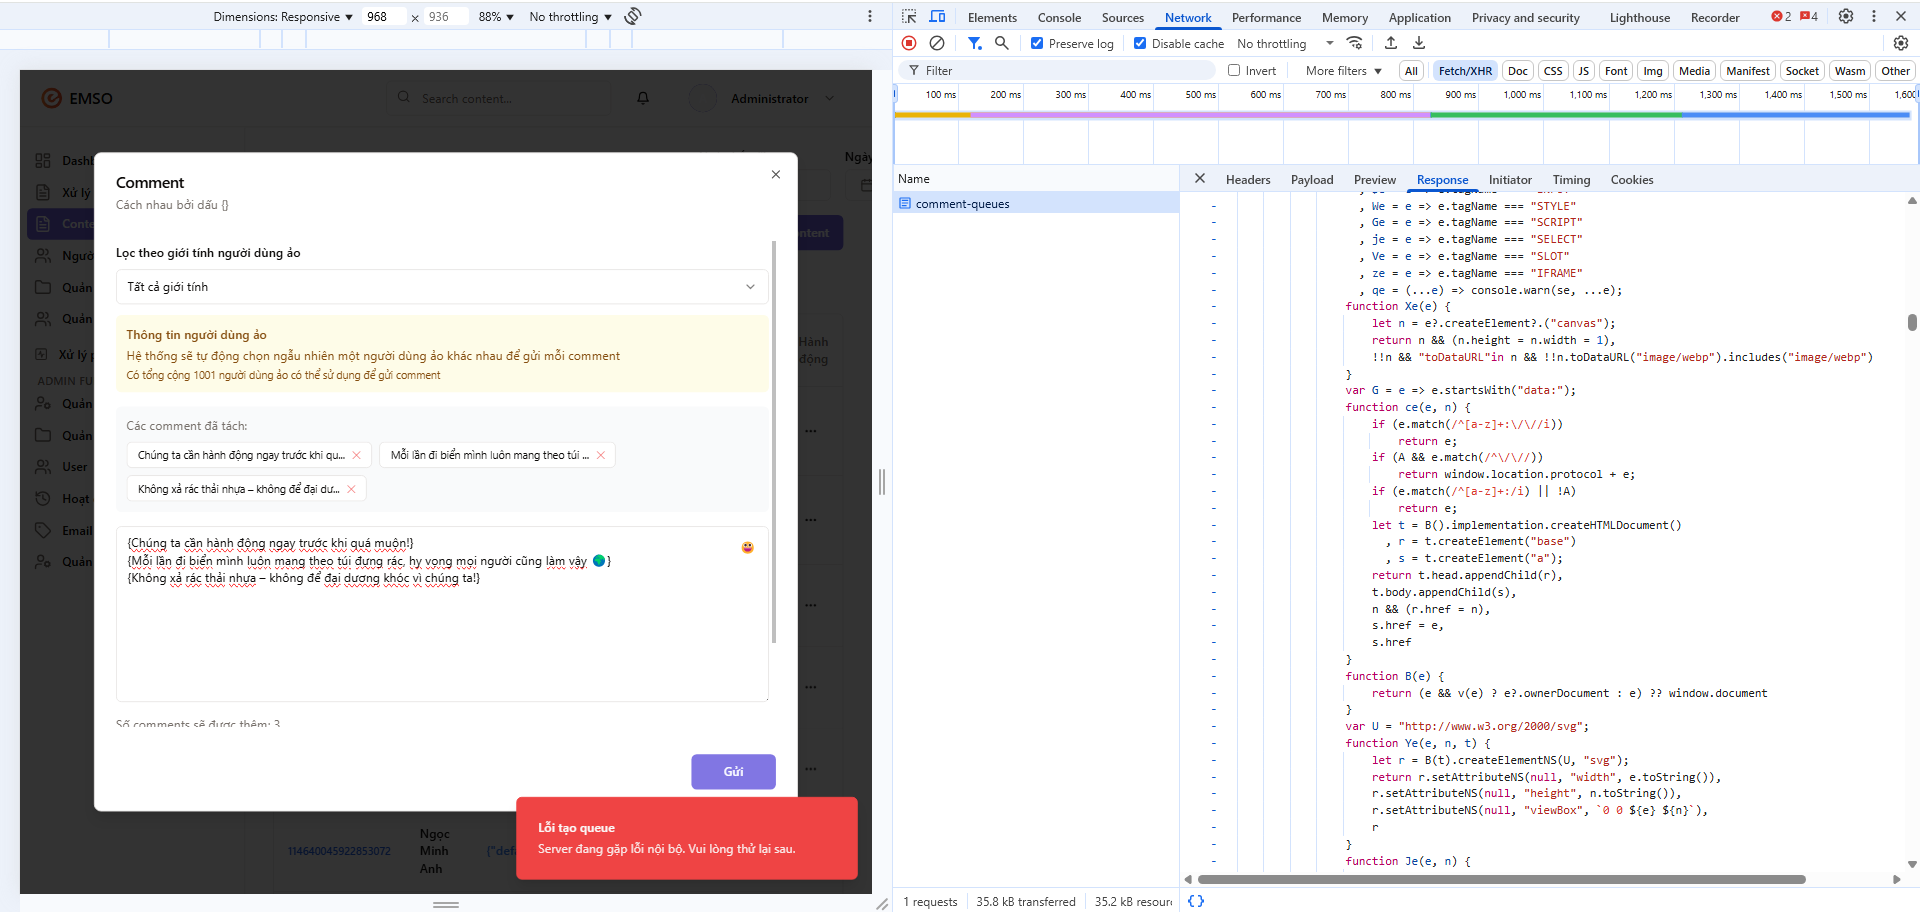 Dimensions: Responsive 968 × 936 88% No throttling
EMSO
Search content...
Administrator
Dashb
Xử lý
Conte
Người
Quản
Quản
Xử lý p
ADMIN FU
Quản
Quản
User
Hoạt
Email
Quản
Ngày
ntent
Hành
động
Comment
Cách nhau bởi dấu {}
Lọc theo giới tính người dùng ảo
Tất cả giới tính
Thông tin người dùng ảo
Hệ thống sẽ tự động chọn ngẫu nhiên một người dùng ảo khác nhau để gửi mỗi comment
Có tổng cộng 1001 người dùng ảo có thể sử dụng để gửi comment
Các comment đã tách:
Chúng ta cần hành động ngay trước khi qu...
Mỗi lần đi biển mình luôn mang theo túi ...
Không xả rác thải nhựa – không để đại dư...
{Chúng ta cần hành động ngay trước khi quá muộn!}
{Mỗi lần đi biển mình luôn mang theo túi đựng rác, hy vọng mọi người cũng làm vậy 🌍}
{Không xả rác thải nhựa – không để đại dương khóc vì chúng ta!}
Số comments sẽ được thêm: 3
Gửi
Lỗi tạo queue
Server đang gặp lỗi nội bộ. Vui lòng thử lại sau.
114640045922853072
Ngọc
Minh
Anh
{"defa
Elements Console Sources Network Performance Memory Application Privacy and security Lighthouse Recorder 2 4
Preserve log Disable cache No throttling
Filter Invert More filters All Fetch/XHR Doc CSS JS Font Img Media Manifest Socket Wasm Other
100 ms 200 ms 300 ms 400 ms 500 ms 600 ms 700 ms 800 ms 900 ms 1,000 ms 1,100 ms 1,200 ms 1,300 ms 1,400 ms 1,500 ms 1,600
Name
comment-queues
Headers Payload Preview Response Initiator Timing Cookies
, We = e => e.tagName === "STYLE"
, Ge = e => e.tagName === "SCRIPT"
, je = e => e.tagName === "SELECT"
, Ve = e => e.tagName === "SLOT"
, ze = e => e.tagName === "IFRAME"
, qe = (...e) => console.warn(se, ...e);
function Xe(e) {
let n = e?.createElement?.("canvas");
return n && (n.height = n.width = 1),
!!n && "toDataURL"in n && !!n.toDataURL("image/webp").includes("image/webp")
}
var G = e => e.startsWith("data:");
function ce(e, n) {
if (e.match(/^[a-z]+:\/\//i))
return e;
if (A && e.match(/^\/\//))
return window.location.protocol + e;
if (e.match(/^[a-z]+:/i) || !A)
return e;
let t = B().implementation.createHTMLDocument()
, r = t.createElement("base")
, s = t.createElement("a");
return t.head.appendChild(r),
t.body.appendChild(s),
n && (r.href = n),
s.href = e,
s.href
}
function B(e) {
return (e && v(e) ? e?.ownerDocument : e) ?? window.document
}
var U = "http://www.w3.org/2000/svg";
function Ye(e, n, t) {
let r = B(t).createElementNS(U, "svg");
return r.setAttributeNS(null, "width", e.toString()),
r.setAttributeNS(null, "height", n.toString()),
r.setAttributeNS(null, "viewBox", `0 0 ${e} ${n}`),
r
}
function Je(e, n) {
1 requests 35.8 kB transferred 35.2 kB resourc